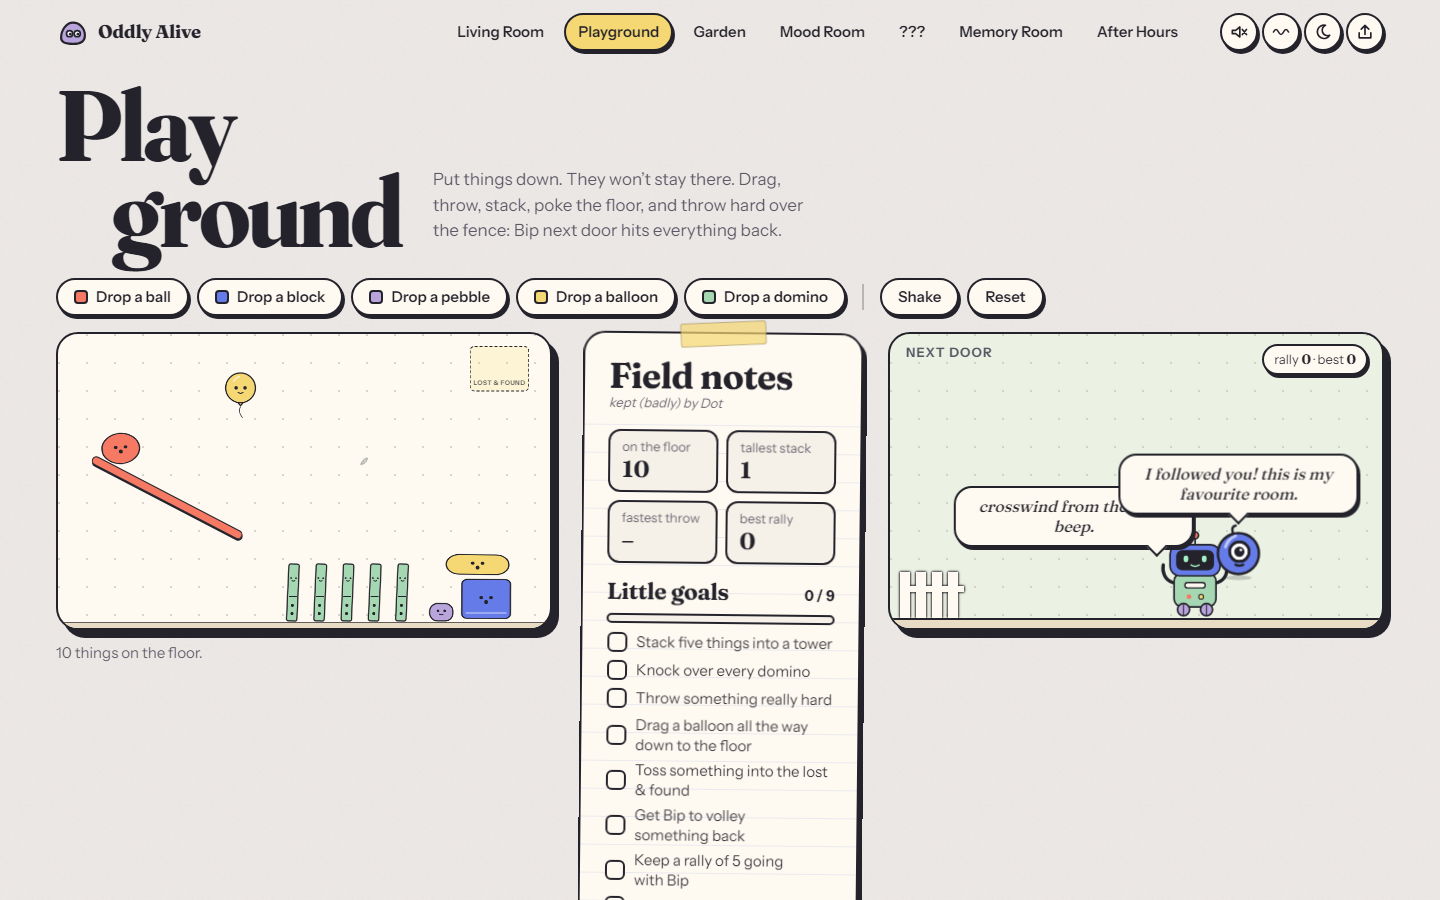 Oddly Alive
Living Room
Playground
Garden
Mood Room
???
Memory Room
After Hours
Play
ground
Put things down. They won’t stay there. Drag,
throw, stack, poke the floor, and throw hard over
the fence: Bip next door hits everything back.
Drop a ball
Drop a block
Drop a pebble
Drop a balloon
Drop a domino
Shake
Reset
LOST & FOUND
10 things on the floor.
Field notes
kept (badly) by Dot
on the floor
10
tallest stack
1
fastest throw
–
best rally
0
Little goals
0 / 9
Stack five things into a tower
Knock over every domino
Throw something really hard
Drag a balloon all the way
down to the floor
Toss something into the lost
& found
Get Bip to volley
something back
Keep a rally of 5 going
with Bip
NEXT DOOR
rally 0 · best 0
I followed you! this is my
favourite room.
crosswind from the
beep.